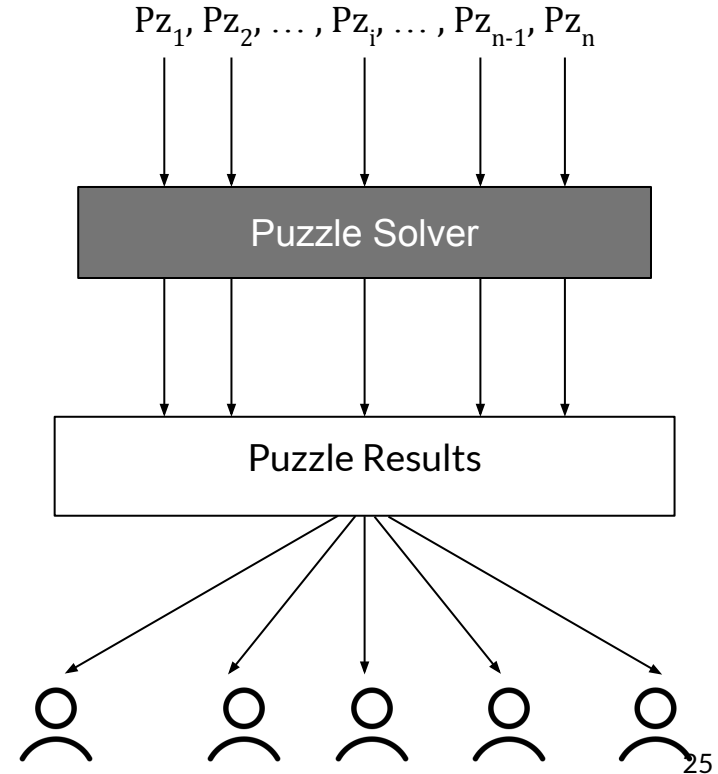 Pz₁, Pz₂, … , Pzᵢ, … , Pzₙ₋₁, Pzₙ
Puzzle Solver
Puzzle Results
25